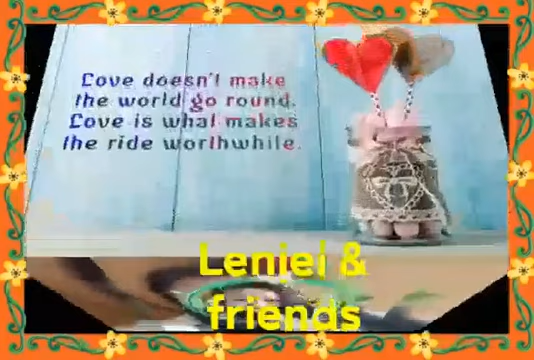 Love doesn't make
the world go round.
Love is what makes
the ride worthwhile.
Leniel &
friends